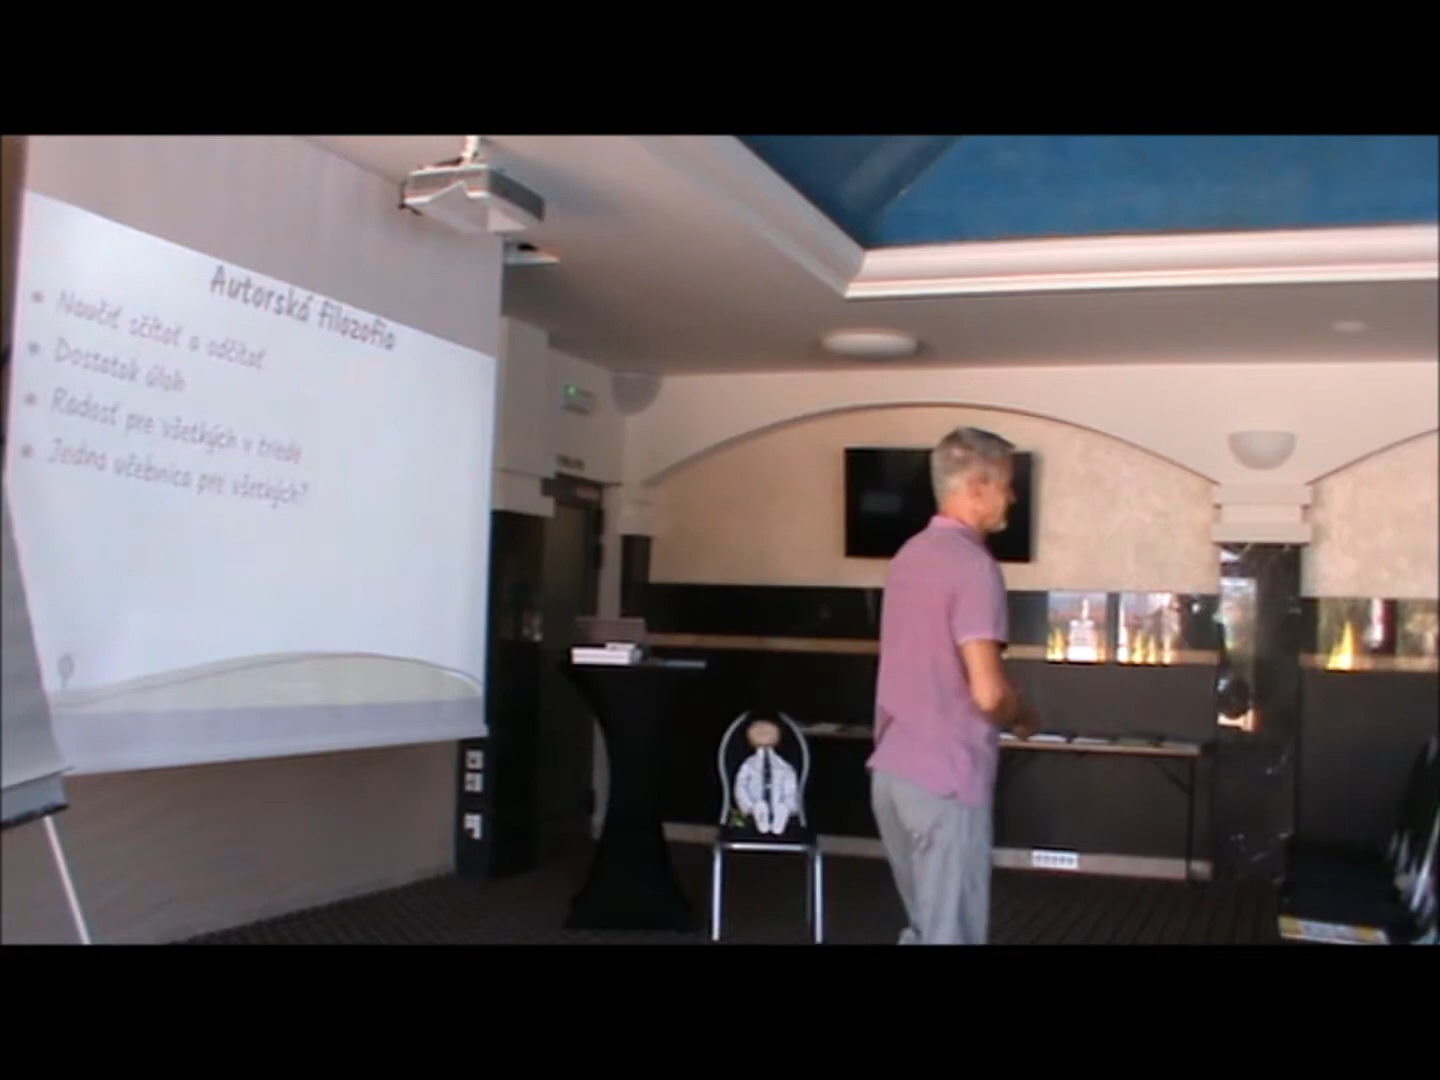 Autorská filozofia
Naučiť sčítať a odčítať
Dostatok úloh
Radosť pre všetkých v triede
Jedna učebnica pre všetkých?